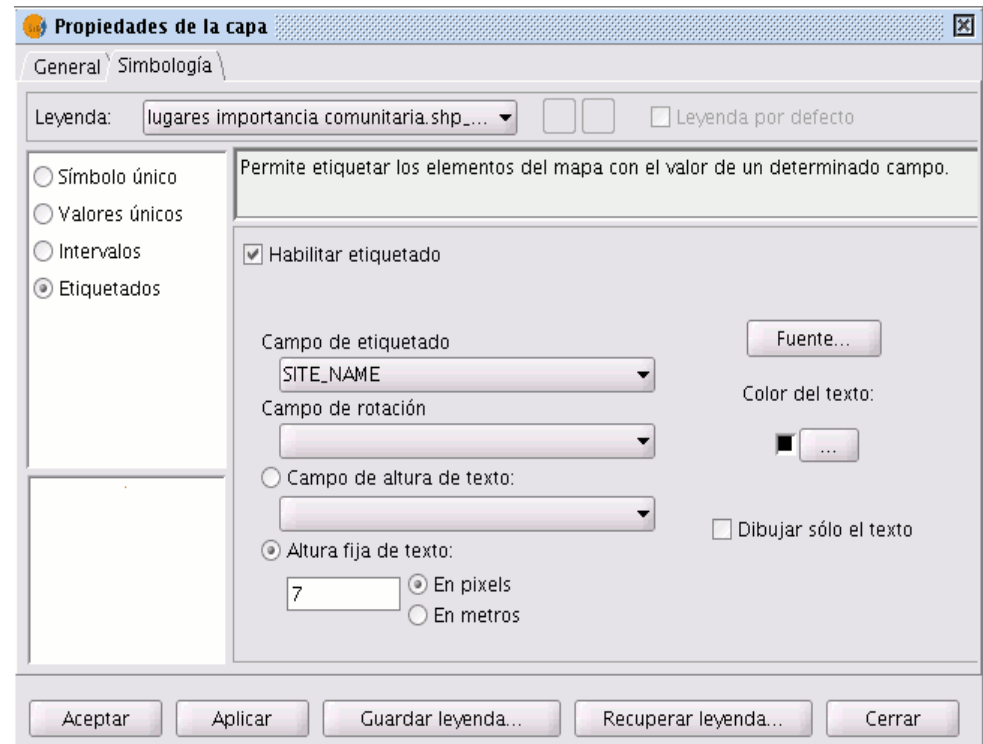 Propiedades de la capa
General
Simbología
Leyenda:
lugares importancia comunitaria.shp_...
Leyenda por defecto
Símbolo único
Valores únicos
Intervalos
Etiquetados
Permite etiquetar los elementos del mapa con el valor de un determinado campo.
Habilitar etiquetado
Campo de etiquetado
SITE_NAME
Campo de rotación
Campo de altura de texto:
Altura fija de texto:
7
En pixels
En metros
Fuente...
Color del texto:
...
Dibujar sólo el texto
Aceptar
Aplicar
Guardar leyenda...
Recuperar leyenda...
Cerrar